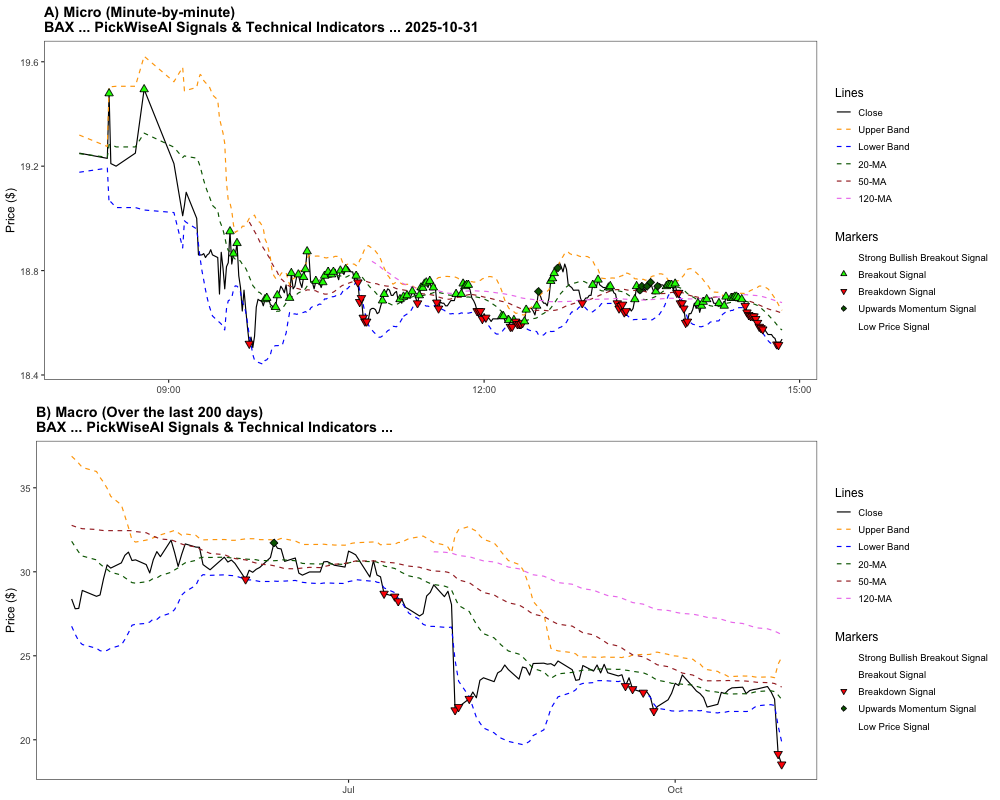 A) Micro (Minute-by-minute)
BAX ... PickWiseAI Signals & Technical Indicators ... 2025-10-31
Price ($)
19.6
19.2
18.8
18.4
09:00
12:00
15:00
Lines
Close
Upper Band
Lower Band
20-MA
50-MA
120-MA
Markers
Strong Bullish Breakout Signal
Breakout Signal
Breakdown Signal
Upwards Momentum Signal
Low Price Signal
B) Macro (Over the last 200 days)
BAX ... PickWiseAI Signals & Technical Indicators ...
Price ($)
35
30
25
20
Jul
Oct
Lines
Close
Upper Band
Lower Band
20-MA
50-MA
120-MA
Markers
Strong Bullish Breakout Signal
Breakout Signal
Breakdown Signal
Upwards Momentum Signal
Low Price Signal